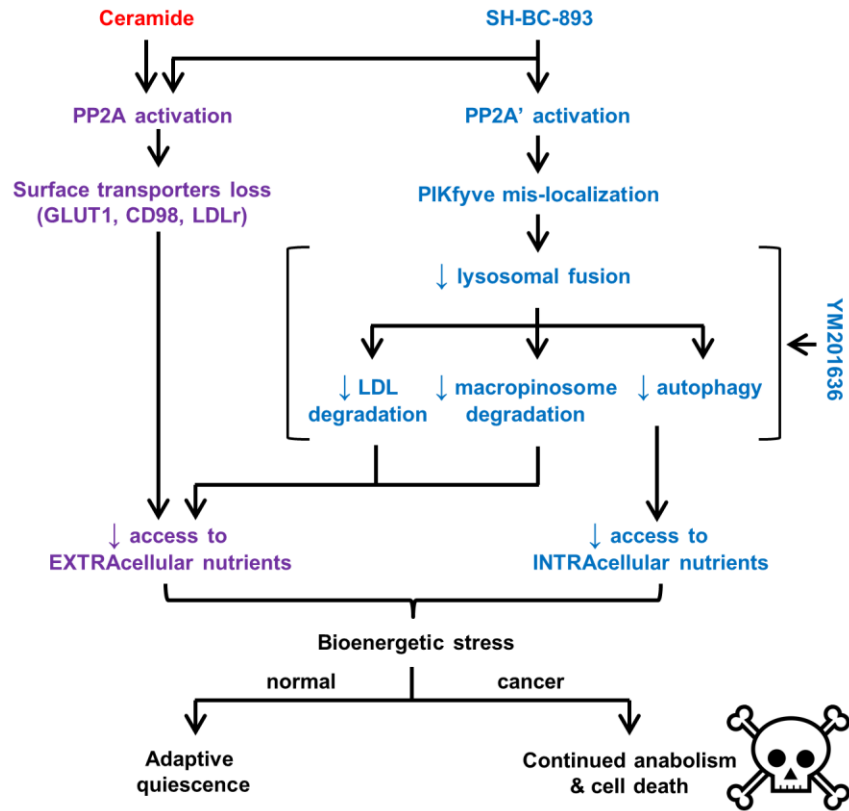 Ceramide
SH-BC-893
PP2A activation
PP2A’ activation
Surface transporters loss
(GLUT1, CD98, LDLr)
PIKfyve mis-localization
↓ lysosomal fusion
↓ LDL
degradation
↓ macropinosome
degradation
↓ autophagy
YM201636
↓ access to
EXTRAcellular nutrients
↓ access to
INTRAcellular nutrients
Bioenergetic stress
normal
cancer
Adaptive
quiescence
Continued anabolism
& cell death